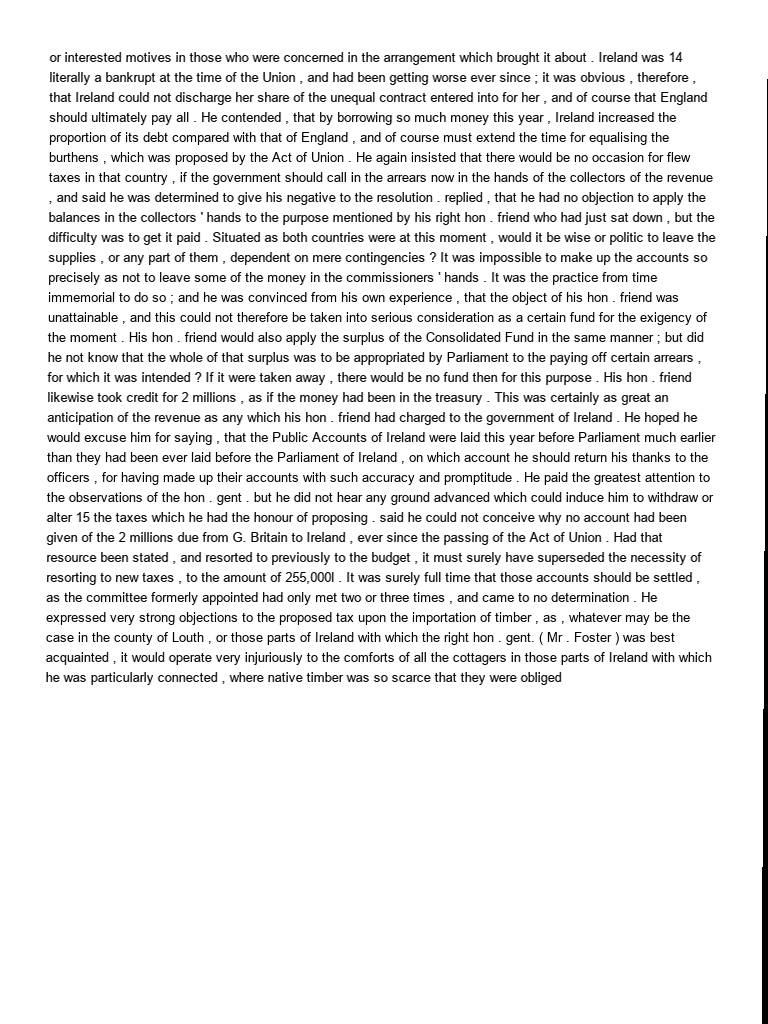 or interested motives in those who were concerned in the arrangement which brought it about . Ireland was 14
literally a bankrupt at the time of the Union , and had been getting worse ever since ; it was obvious , therefore ,
that Ireland could not discharge her share of the unequal contract entered into for her , and of course that England
should ultimately pay all . He contended , that by borrowing so much money this year , Ireland increased the
proportion of its debt compared with that of England , and of course must extend the time for equalising the
burthens , which was proposed by the Act of Union . He again insisted that there would be no occasion for flew
taxes in that country , if the government should call in the arrears now in the hands of the collectors of the revenue
, and said he was determined to give his negative to the resolution . replied , that he had no objection to apply the
balances in the collectors ' hands to the purpose mentioned by his right hon . friend who had just sat down , but the
difficulty was to get it paid . Situated as both countries were at this moment , would it be wise or politic to leave the
supplies , or any part of them , dependent on mere contingencies ? It was impossible to make up the accounts so
precisely as not to leave some of the money in the commissioners ' hands . It was the practice from time
immemorial to do so ; and he was convinced from his own experience , that the object of his hon . friend was
unattainable , and this could not therefore be taken into serious consideration as a certain fund for the exigency of
the moment . His hon . friend would also apply the surplus of the Consolidated Fund in the same manner ; but did
he not know that the whole of that surplus was to be appropriated by Parliament to the paying off certain arrears ,
for which it was intended ? If it were taken away , there would be no fund then for this purpose . His hon . friend
likewise took credit for 2 millions , as if the money had been in the treasury . This was certainly as great an
anticipation of the revenue as any which his hon . friend had charged to the government of Ireland . He hoped he
would excuse him for saying , that the Public Accounts of Ireland were laid this year before Parliament much earlier
than they had been ever laid before the Parliament of Ireland , on which account he should return his thanks to the
officers , for having made up their accounts with such accuracy and promptitude . He paid the greatest attention to
the observations of the hon . gent . but he did not hear any ground advanced which could induce him to withdraw or
alter 15 the taxes which he had the honour of proposing . said he could not conceive why no account had been
given of the 2 millions due from G. Britain to Ireland , ever since the passing of the Act of Union . Had that
resource been stated , and resorted to previously to the budget , it must surely have superseded the necessity of
resorting to new taxes , to the amount of 255,000l . It was surely full time that those accounts should be settled ,
as the committee formerly appointed had only met two or three times , and came to no determination . He
expressed very strong objections to the proposed tax upon the importation of timber , as , whatever may be the
case in the county of Louth , or those parts of Ireland with which the right hon . gent. ( Mr . Foster ) was best
acquainted , it would operate very injuriously to the comforts of all the cottagers in those parts of Ireland with which
he was particularly connected , where native timber was so scarce that they were obliged